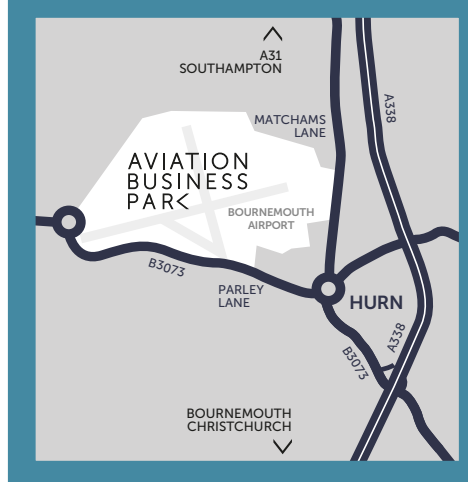 A31
SOUTHAMPTON
MATCHAMS
LANE
A338
AVIATION
BUSINESS
PARK
BOURNEMOUTH
AIRPORT
B3073
PARLEY
LANE
HURN
A338
B3073
BOURNEMOUTH
CHRISTCHURCH